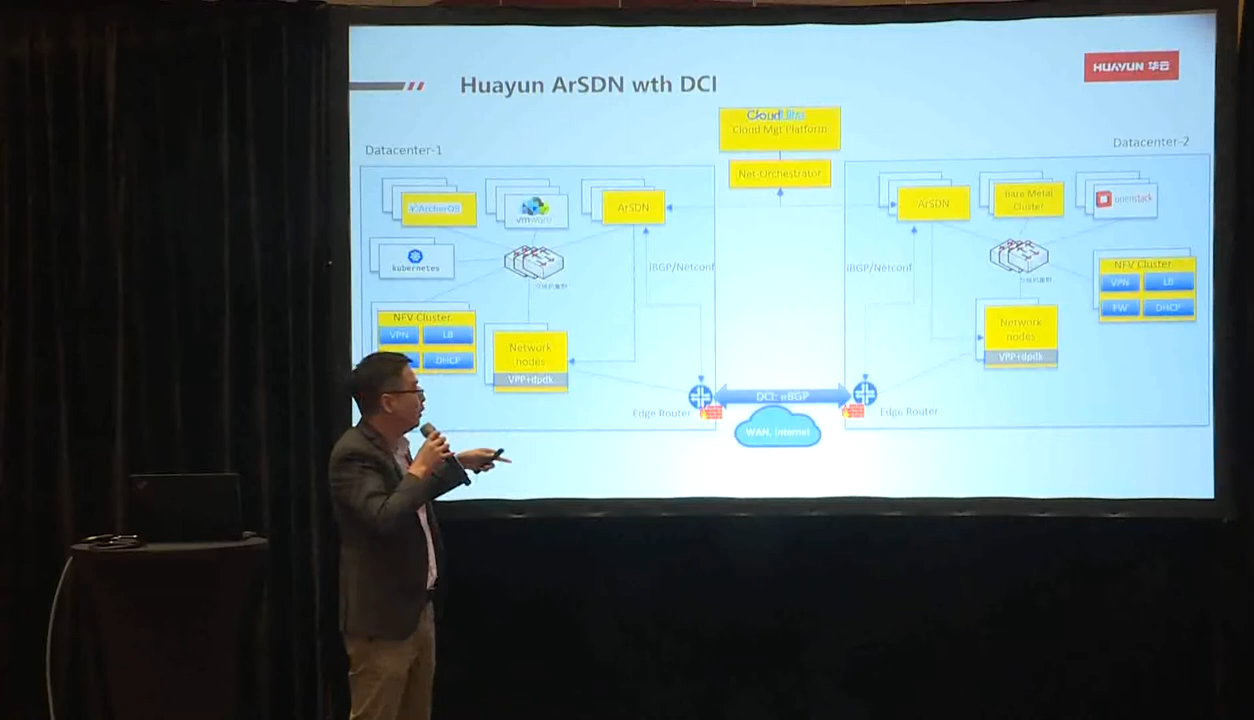 Huayun ArSDN wth DCI
HUAYUN 华云
Cloud Mgt Platform
Net-Orchestrator
Datacenter-1
Datacenter-2
ArcherOS
vmware
ArSDN
kubernetes
iBGP/Netconf
NFV Cluster
VPN
LB
DHCP
Network
nodes
VPP+dpdk
Edge Router
DCI: eBGP
WAN, Internet
ArSDN
Bare Metal
Cluster
openstack
iBGP/Netconf
NFV Cluster
VPN
LB
FW
DHCP
Network
nodes
VPP+dpdk
Edge Router